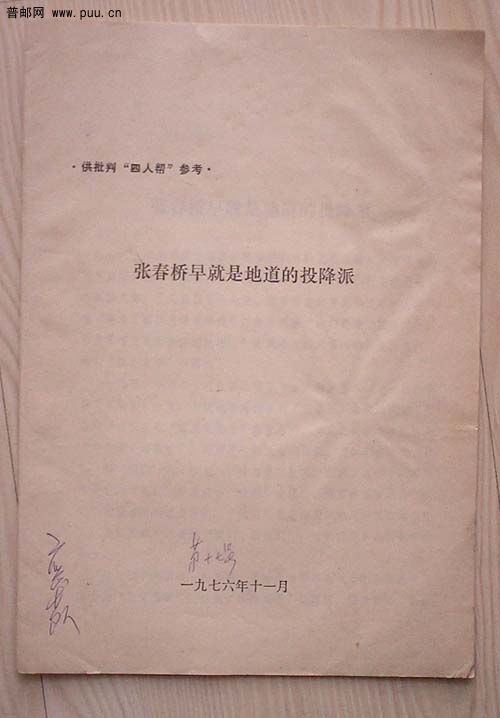 普邮网 www.puu.cn
·供批判“四人帮”参考·
张春桥早就是地道的投降派
一九七六年十一月